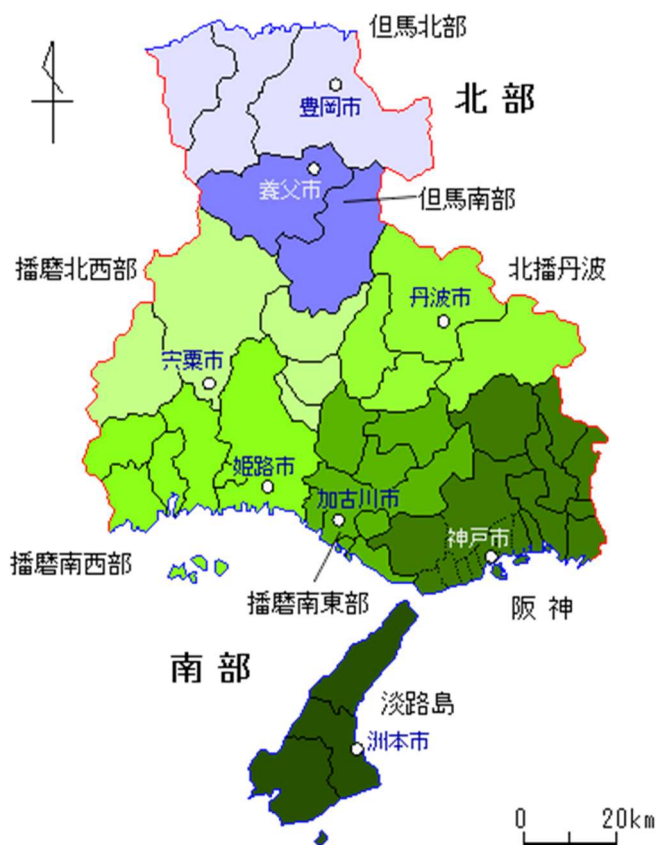 但馬北部
豊岡市
北部
養父市
但馬南部
播磨北西部
北播丹波
丹波市
宍粟市
姫路市
加古川市
神戸市
播磨南西部
播磨南東部
阪神
南部
淡路島
洲本市
0 20km